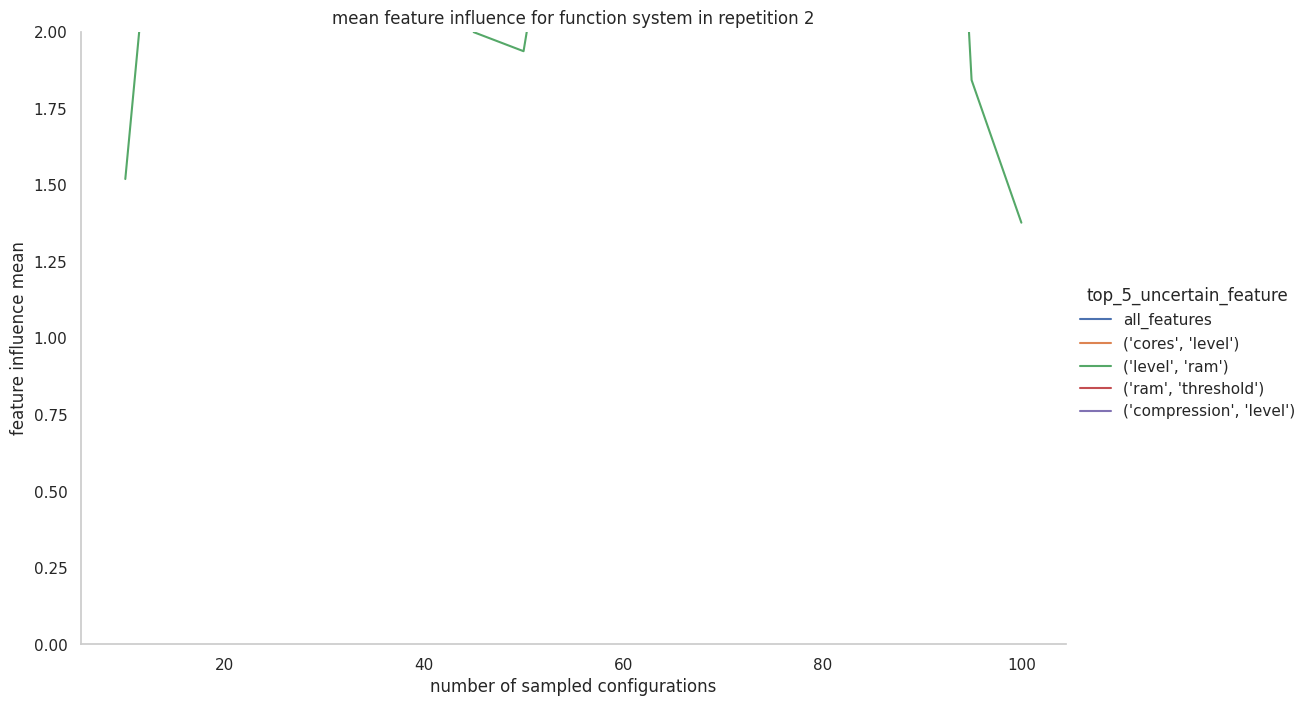 mean feature influence for function system in repetition 2
2.00
1.75
1.50
1.25
1.00
0.75
0.50
0.25
0.00
feature influence mean
20
40
60
80
100
number of sampled configurations
top_5_uncertain_feature
all_features
('cores', 'level')
('level', 'ram')
('ram', 'threshold')
('compression', 'level')